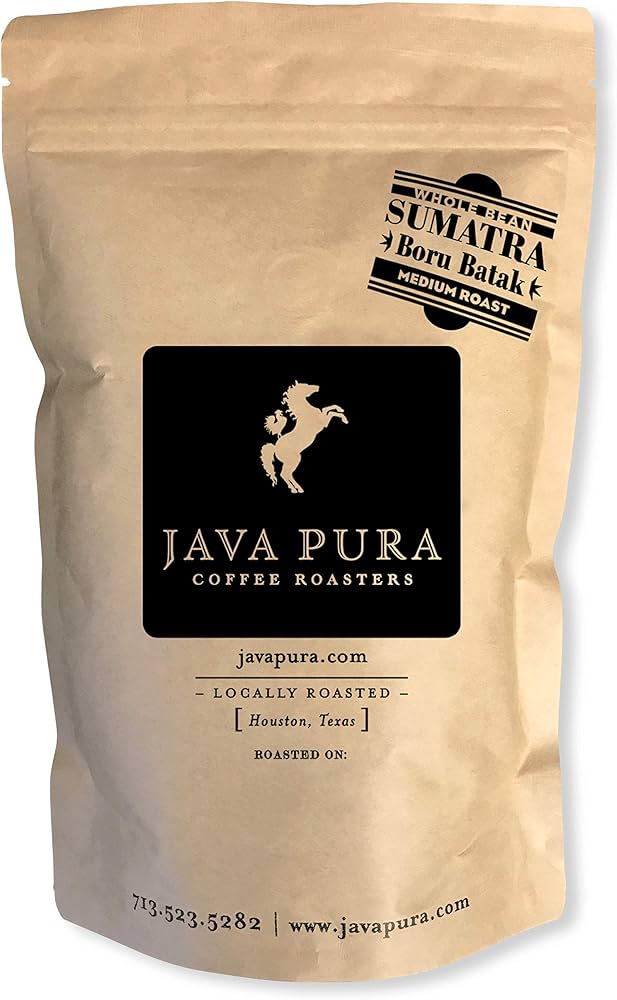 WHOLE BEAN
SUMATRA
Boru Batak
MEDIUM ROAST
JAVA PURA
COFFEE ROASTERS
javapura.com
– LOCALLY ROASTED –
[ Houston, Texas ]
ROASTED ON:
713.523.5282 | www.javapura.com